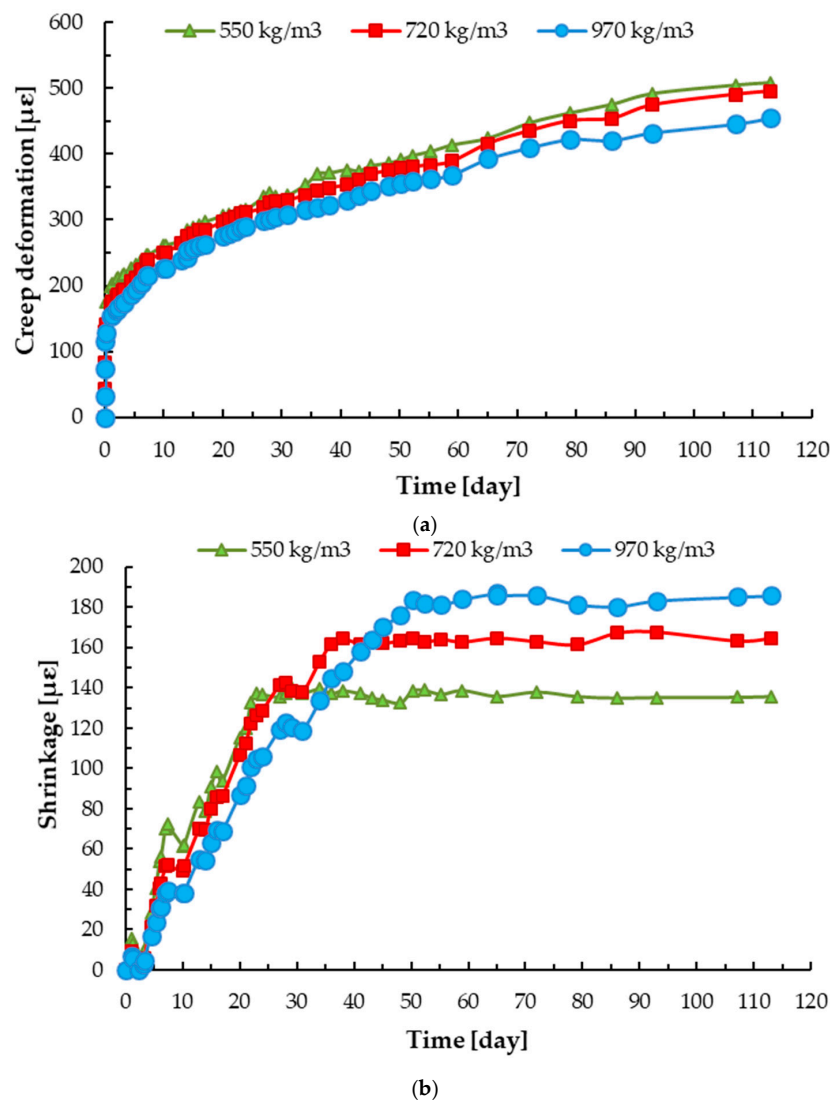 550 kg/m3 720 kg/m3 970 kg/m3
Creep deformation [με]
600
500
400
300
200
100
0
0 10 20 30 40 50 60 70 80 90 100 110 120
Time [day]
(a)
550 kg/m3 720 kg/m3 970 kg/m3
Shrinkage [με]
200
180
160
140
120
100
80
60
40
20
0
0 10 20 30 40 50 60 70 80 90 100 110 120
Time [day]
(b)